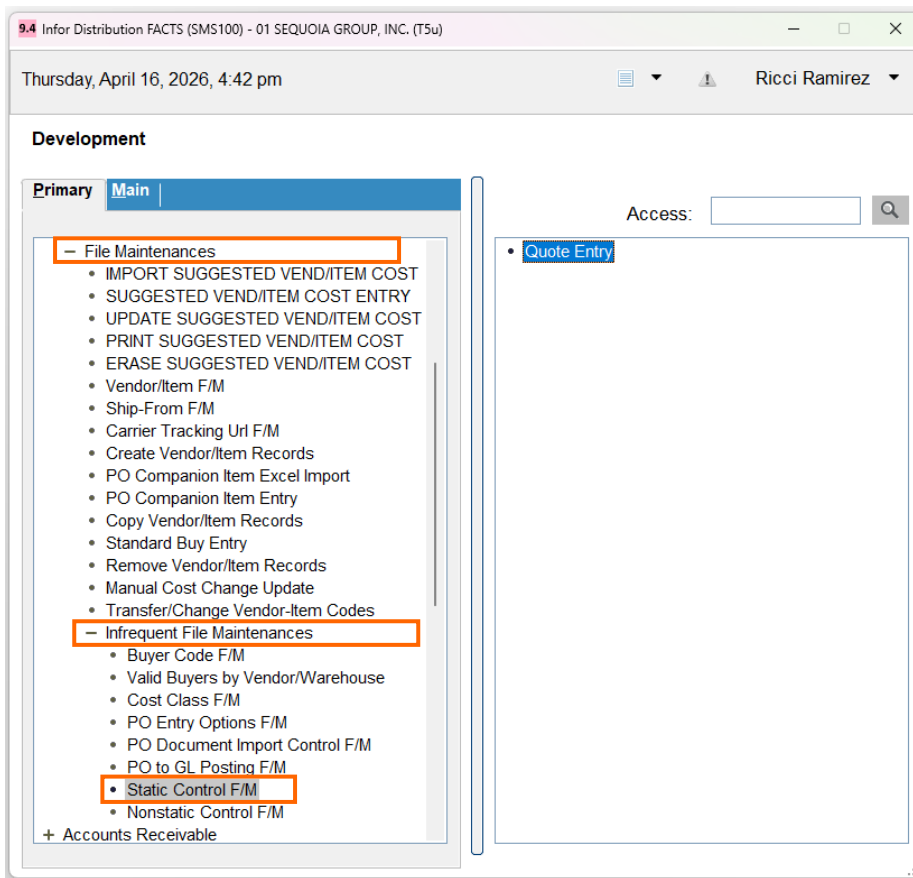 9.4 Infor Distribution FACTS (SMS100) - 01 SEQUOIA GROUP, INC. (T5u)
Thursday, April 16, 2026, 4:42 pm
Ricci Ramirez
Development
Primary
Main
Access:
− File Maintenances
• IMPORT SUGGESTED VEND/ITEM COST
• SUGGESTED VEND/ITEM COST ENTRY
• UPDATE SUGGESTED VEND/ITEM COST
• PRINT SUGGESTED VEND/ITEM COST
• ERASE SUGGESTED VEND/ITEM COST
• Vendor/Item F/M
• Ship-From F/M
• Carrier Tracking Url F/M
• Create Vendor/Item Records
• PO Companion Item Excel Import
• PO Companion Item Entry
• Copy Vendor/Item Records
• Standard Buy Entry
• Remove Vendor/Item Records
• Manual Cost Change Update
• Transfer/Change Vendor-Item Codes
− Infrequent File Maintenances
• Buyer Code F/M
• Valid Buyers by Vendor/Warehouse
• Cost Class F/M
• PO Entry Options F/M
• PO Document Import Control F/M
• PO to GL Posting F/M
• Static Control F/M
• Nonstatic Control F/M
+ Accounts Receivable
• Quote Entry